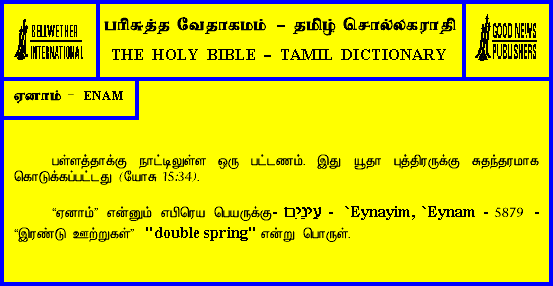 BELLWETHER
INTERNATIONAL
பரிசுத்த வேதாகமம் – தமிழ் சொல்லகராதி
THE HOLY BIBLE – TAMIL DICTIONARY
GOOD NEWS
PUBLISHERS
ஏனாம் – ENAM
பள்ளத்தாக்கு நாட்டிலுள்ள ஒரு பட்டணம். இது யூதா புத்திரருக்கு சுதந்தரமாக
கொடுக்கப்பட்டது (யோசு 15:34).
“ஏனாம்” என்னும் எபிரெய பெயருக்கு- עֵינַיִם - `Eynayim, `Eynam - 5879 -
“இரண்டு ஊற்றுகள்” "double spring" என்று பொருள்.